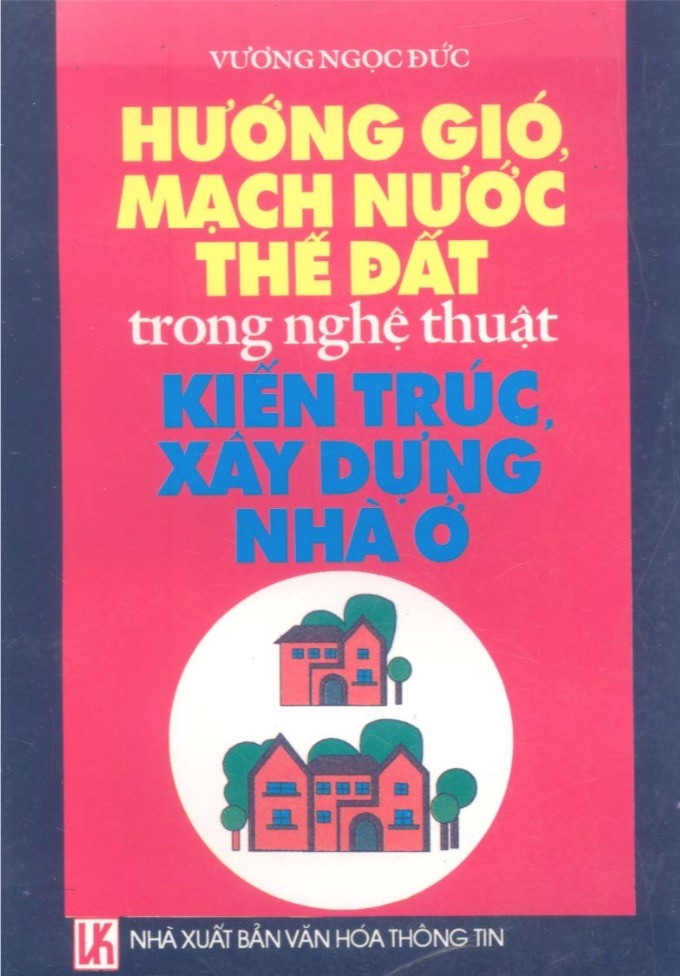 VƯƠNG NGỌC ĐỨC
HƯỚNG GIÓ,
MẠCH NƯỚC
THẾ ĐẤT
trong nghệ thuật
KIẾN TRÚC,
XÂY DỰNG
NHÀ Ở
VK NHÀ XUẤT BẢN VĂN HÓA THÔNG TIN